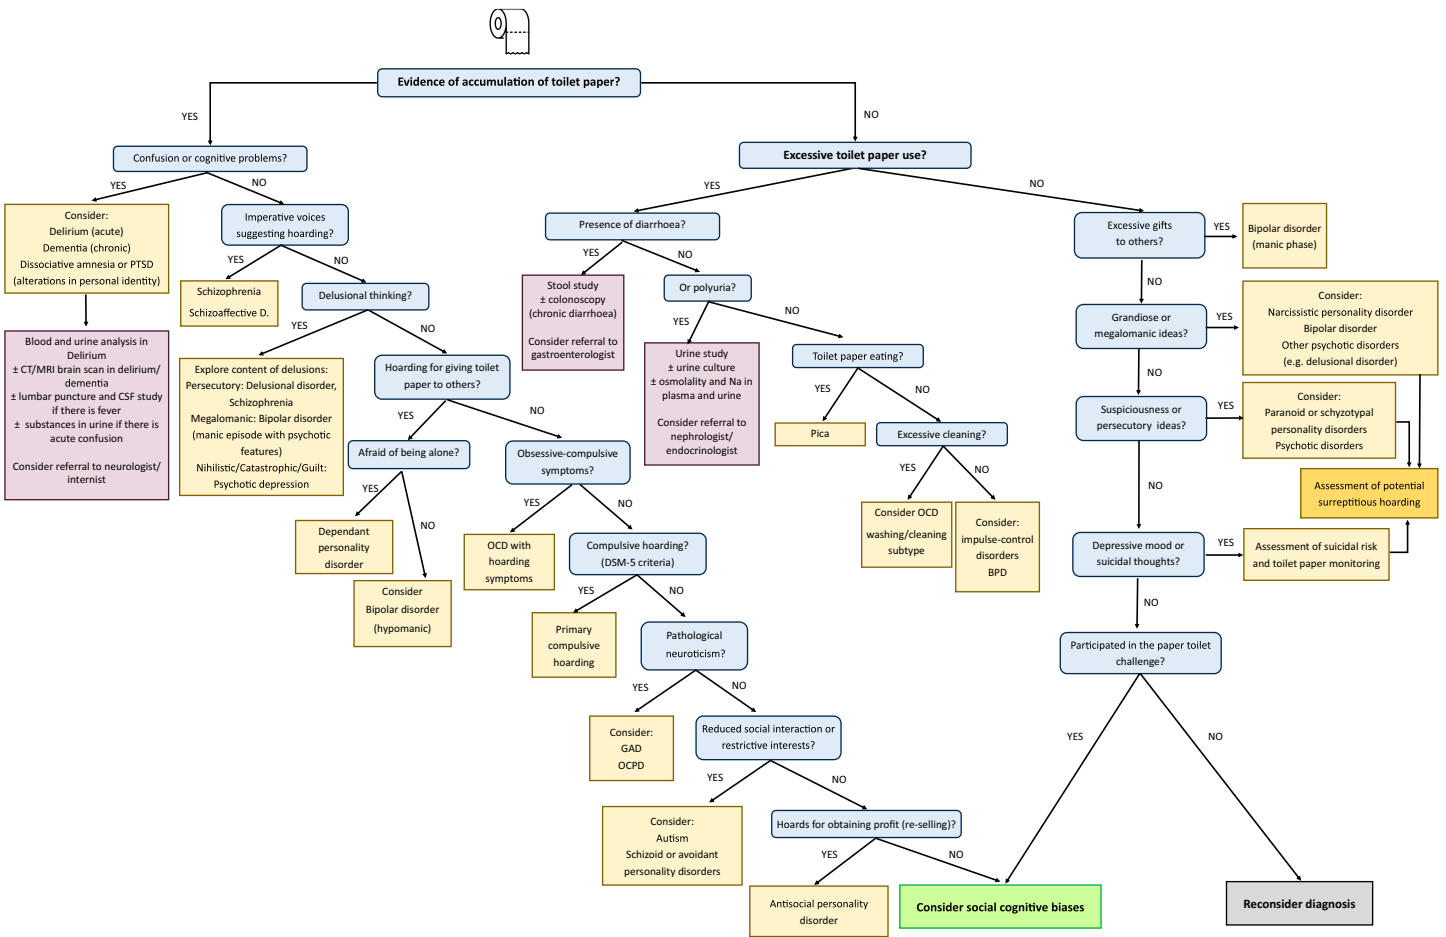 Evidence of accumulation of toilet paper?
YES
NO
Confusion or cognitive problems?
YES
NO
Consider:
Delirium (acute)
Dementia (chronic)
Dissociative amnesia or PTSD
(alterations in personal identity)
Blood and urine analysis in
Delirium
± CT/MRI brain scan in delirium/
dementia
± lumbar puncture and CSF study
if there is fever
± substances in urine if there is
acute confusion
Consider referral to neurologist/
internist
Imperative voices
suggesting hoarding?
YES
NO
Schizophrenia
Schizoaffective D.
Delusional thinking?
YES
NO
Explore content of delusions:
Persecutory: Delusional disorder,
Schizophrenia
Megalomanic: Bipolar disorder
(manic episode with psychotic
features)
Nihilistic/Catastrophic/Guilt:
Psychotic depression
Hoarding for giving toilet
paper to others?
YES
NO
Afraid of being alone?
YES
NO
Dependant
personality
disorder
Consider
Bipolar disorder
(hypomanic)
Obsessive-compulsive
symptoms?
YES
NO
OCD with
hoarding
symptoms
Compulsive hoarding?
(DSM-5 criteria)
YES
NO
Primary
compulsive
hoarding
Pathological
neuroticism?
YES
NO
Consider:
GAD
OCPD
Reduced social interaction or
restrictive interests?
YES
NO
Consider:
Autism
Schizoid or avoidant
personality disorders
Hoards for obtaining profit (re-selling)?
YES
NO
Antisocial personality
disorder
Consider social cognitive biases
Excessive toilet paper use?
YES
NO
Presence of diarrhoea?
YES
NO
Stool study
± colonoscopy
(chronic diarrhoea)
Consider referral to
gastroenterologist
Or polyuria?
YES
NO
Urine study
± urine culture
± osmolality and Na in
plasma and urine
Consider referral to
nephrologist/
endocrinologist
Toilet paper eating?
YES
NO
Pica
Excessive cleaning?
YES
NO
Consider OCD
washing/cleaning
subtype
Consider:
impulse-control
disorders
BPD
Excessive gifts
to others?
YES
Bipolar disorder
(manic phase)
NO
Grandiose or
megalomanic ideas?
YES
Consider:
Narcissistic personality disorder
Bipolar disorder
Other psychotic disorders
(e.g. delusional disorder)
NO
Suspiciousness or
persecutory ideas?
YES
Consider:
Paranoid or schyzotypal
personality disorders
Psychotic disorders
Assessment of potential
surreptitious hoarding
NO
Depressive mood or
suicidal thoughts?
YES
Assessment of suicidal risk
and toilet paper monitoring
NO
Participated in the paper toilet
challenge?
YES
NO
Reconsider diagnosis